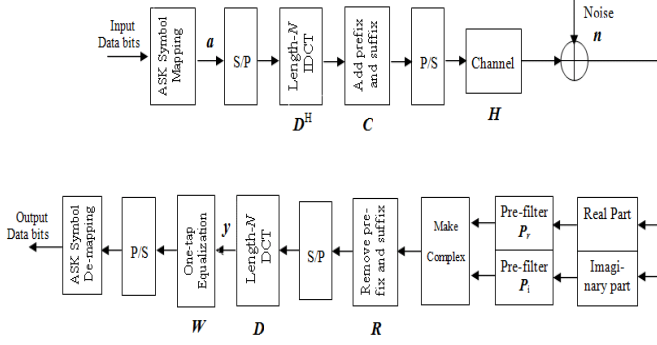 Input
Data bits
ASK Symbol
Mapping
a
S/P
Length-N
IDCT
D^H
Add prefix
and suffix
C
P/S
Channel
H
Noise
n
Output
Data bits
ASK Symbol
De-mapping
P/S
One-tap
Equalization
W
y
Length-N
DCT
D
S/P
Remove pre-
fix and suffix
R
Make
Complex
Pre-filter
P_r
Pre-filter
P_i
Real Part
Imagi-
nary part